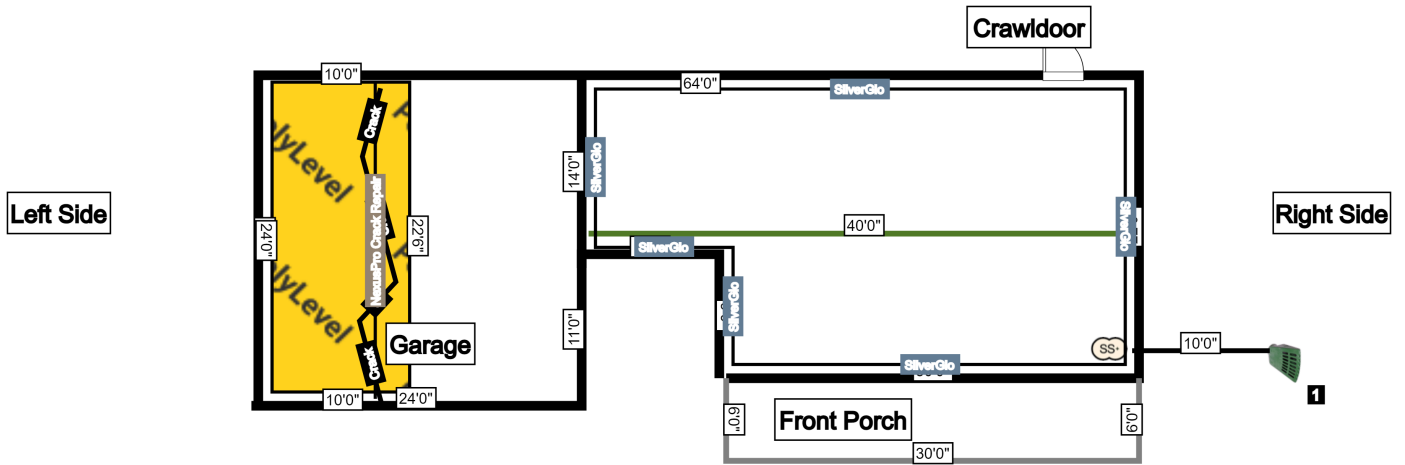 Crawldoor
10'0"
64'0"
SilverGlo
Crack
PolyLevel
SilverGlo
14'0"
Left Side
Right Side
NexusPro Crack Repair
24'0"
22'6"
40'0"
SilverGlo
SilverGlo
PolyLevel
SilverGlo
11'0"
Garage
SS+
10'0"
Crack
SilverGlo
1
10'0"
24'0"
Front Porch
6'0"
6'0"
30'0"